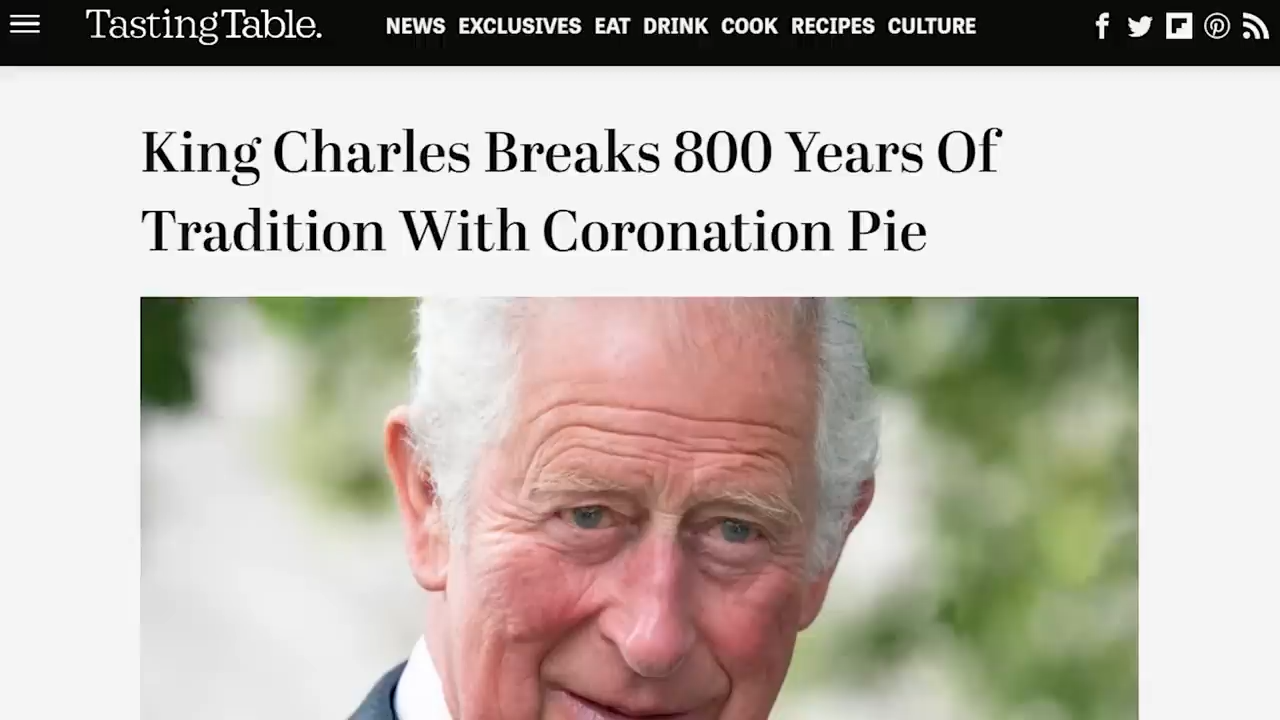 TastingTable.
NEWS EXCLUSIVES EAT DRINK COOK RECIPES CULTURE
King Charles Breaks 800 Years Of
Tradition With Coronation Pie